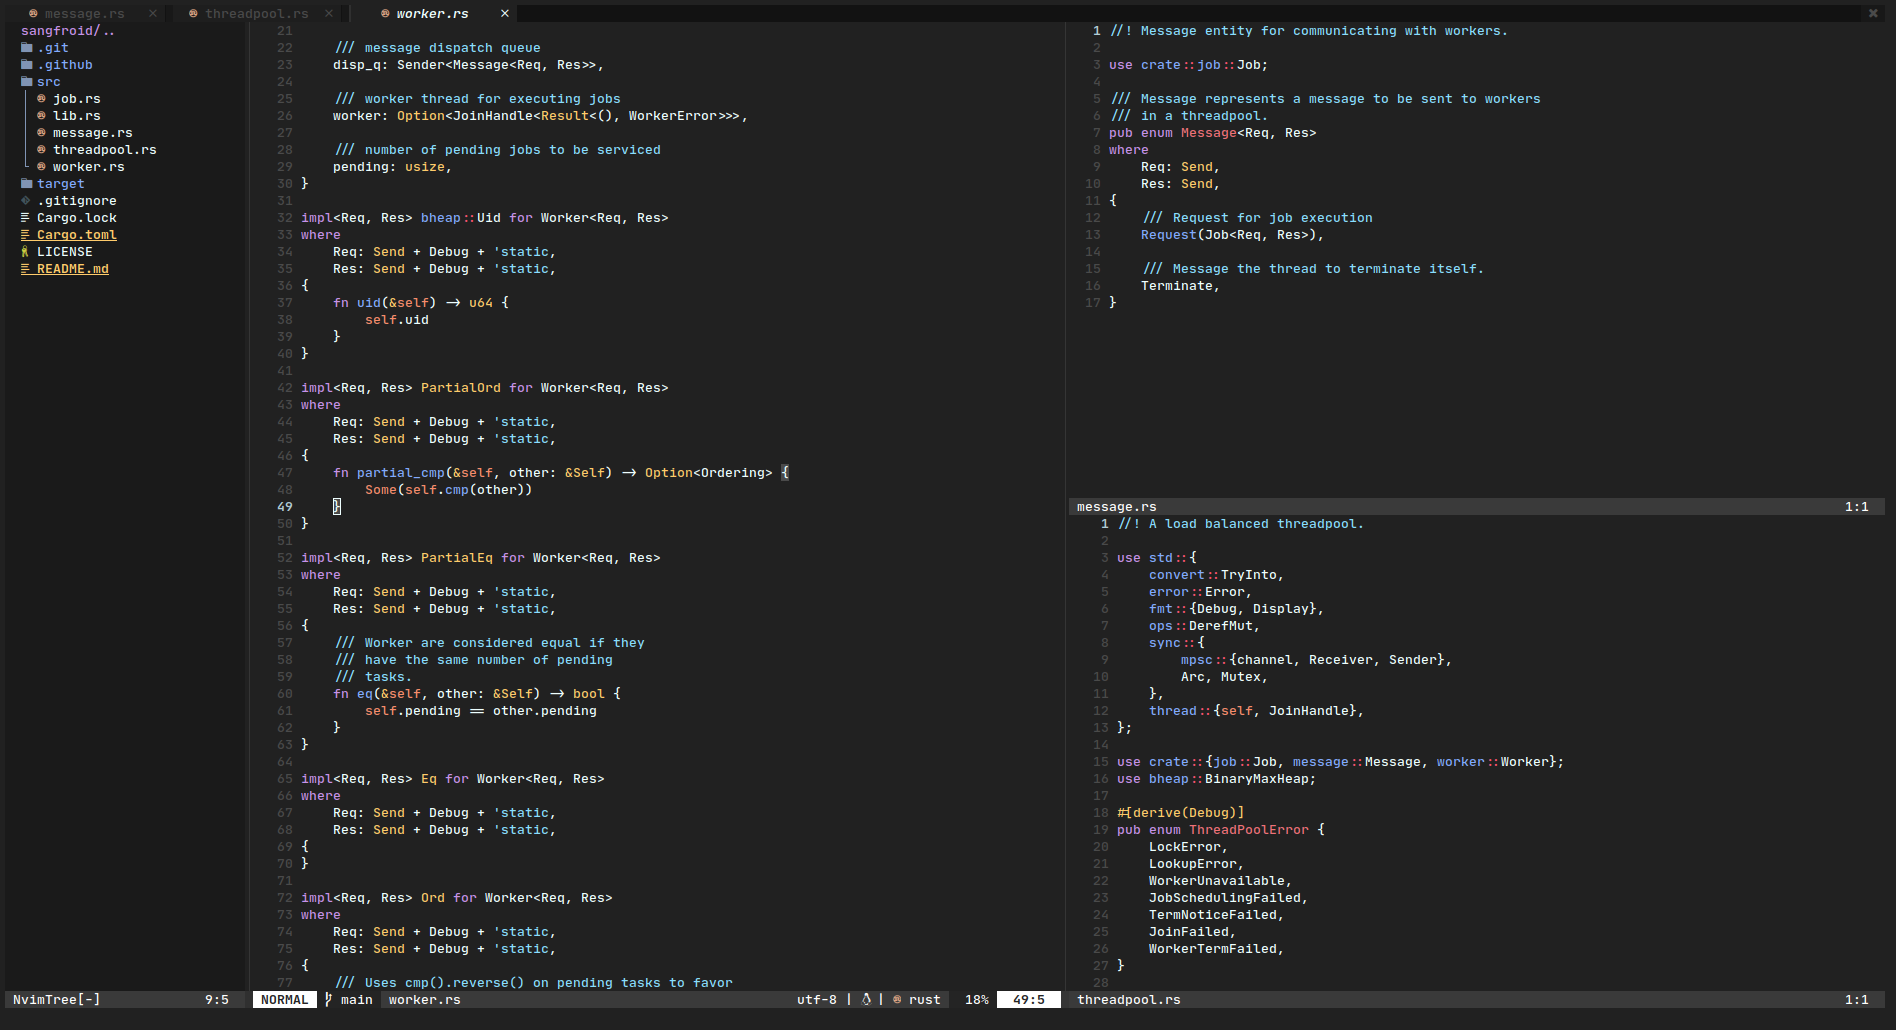 message.rs × threadpool.rs × worker.rs ×
sangfroid/..
.git
.github
src
job.rs
lib.rs
message.rs
threadpool.rs
worker.rs
target
.gitignore
Cargo.lock
Cargo.toml
LICENSE
README.md
NvimTree[-] 9:5
21
22 /// message dispatch queue
23 disp_q: Sender<Message<Req, Res>>,
24
25 /// worker thread for executing jobs
26 worker: Option<JoinHandle<Result<(), WorkerError>>>,
27
28 /// number of pending jobs to be serviced
29 pending: usize,
30 }
31
32 impl<Req, Res> bheap::Uid for Worker<Req, Res>
33 where
34 Req: Send + Debug + 'static,
35 Res: Send + Debug + 'static,
36 {
37 fn uid(&self) -> u64 {
38 self.uid
39 }
40 }
41
42 impl<Req, Res> PartialOrd for Worker<Req, Res>
43 where
44 Req: Send + Debug + 'static,
45 Res: Send + Debug + 'static,
46 {
47 fn partial_cmp(&self, other: &Self) -> Option<Ordering> {
48 Some(self.cmp(other))
49 }
50 }
51
52 impl<Req, Res> PartialEq for Worker<Req, Res>
53 where
54 Req: Send + Debug + 'static,
55 Res: Send + Debug + 'static,
56 {
57 /// Worker are considered equal if they
58 /// have the same number of pending
59 /// tasks.
60 fn eq(&self, other: &Self) -> bool {
61 self.pending == other.pending
62 }
63 }
64
65 impl<Req, Res> Eq for Worker<Req, Res>
66 where
67 Req: Send + Debug + 'static,
68 Res: Send + Debug + 'static,
69 {
70 }
71
72 impl<Req, Res> Ord for Worker<Req, Res>
73 where
74 Req: Send + Debug + 'static,
75 Res: Send + Debug + 'static,
76 {
77 /// Uses cmp().reverse() on pending tasks to favor
NORMAL main worker.rs utf-8 | | rust 18% 49:5
1 //! Message entity for communicating with workers.
2
3 use crate::job::Job;
4
5 /// Message represents a message to be sent to workers
6 /// in a threadpool.
7 pub enum Message<Req, Res>
8 where
9 Req: Send,
10 Res: Send,
11 {
12 /// Request for job execution
13 Request(Job<Req, Res>),
14
15 /// Message the thread to terminate itself.
16 Terminate,
17 }
message.rs 1:1
1 //! A load balanced threadpool.
2
3 use std::{
4 convert::TryInto,
5 error::Error,
6 fmt::{Debug, Display},
7 ops::DerefMut,
8 sync::{
9 mpsc::{channel, Receiver, Sender},
10 Arc, Mutex,
11 },
12 thread::{self, JoinHandle},
13 };
14
15 use crate::{job::Job, message::Message, worker::Worker};
16 use bheap::BinaryMaxHeap;
17
18 #[derive(Debug)]
19 pub enum ThreadPoolError {
20 LockError,
21 LookupError,
22 WorkerUnavailable,
23 JobSchedulingFailed,
24 TermNoticeFailed,
25 JoinFailed,
26 WorkerTermFailed,
27 }
28
threadpool.rs 1:1